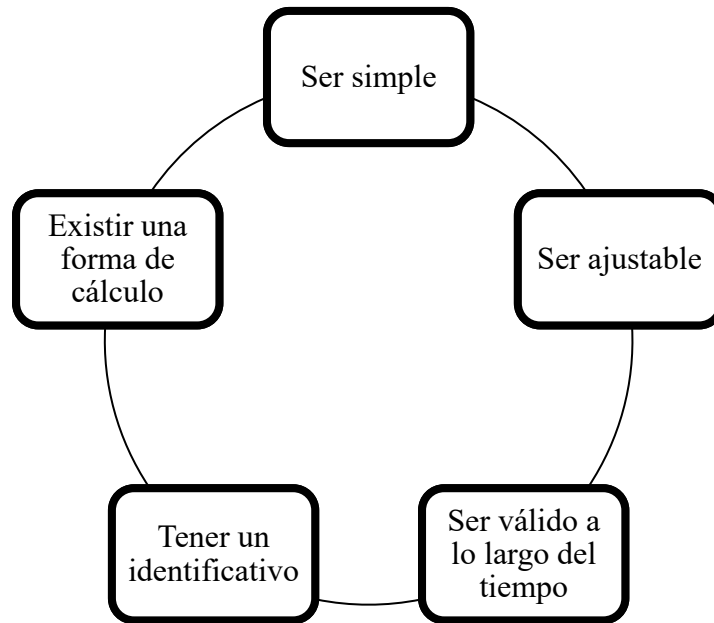 Ser simple
Ser ajustable
Ser válido a
lo largo del
tiempo
Tener un
identificativo
Existir una
forma de
cálculo